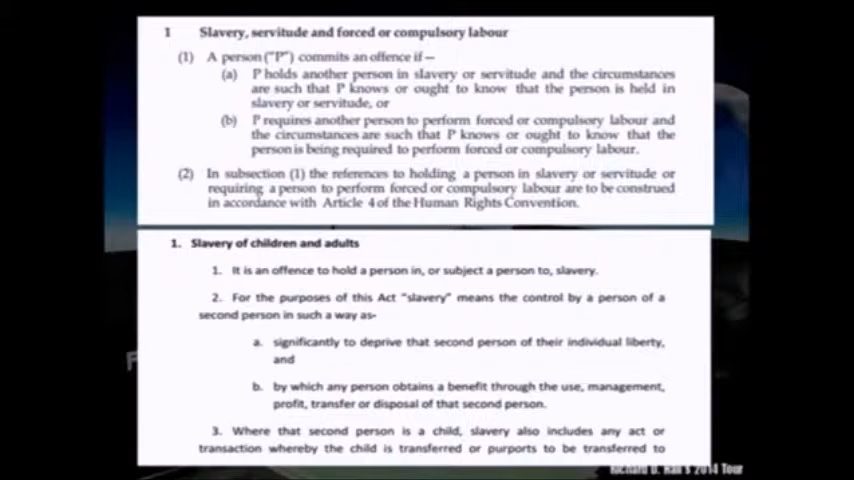 1 Slavery, servitude and forced or compulsory labour
(1) A person ("P") commits an offence if—
(a) P holds another person in slavery or servitude and the circumstances
are such that P knows or ought to know that the person is held in
slavery or servitude, or
(b) P requires another person to perform forced or compulsory labour and
the circumstances are such that P knows or ought to know that the
person is being required to perform forced or compulsory labour.
(2) In subsection (1) the references to holding a person in slavery or servitude or
requiring a person to perform forced or compulsory labour are to be construed
in accordance with Article 4 of the Human Rights Convention.
1. Slavery of children and adults
1. It is an offence to hold a person in, or subject a person to, slavery.
2. For the purposes of this Act "slavery" means the control by a person of a
second person in such a way as-
a. significantly to deprive that second person of their individual liberty,
and
b. by which any person obtains a benefit through the use, management,
profit, transfer or disposal of that second person.
3. Where that second person is a child, slavery also includes any act or
transaction whereby the child is transferred or purports to be transferred to
Richard D. Hall's 2014 Tour